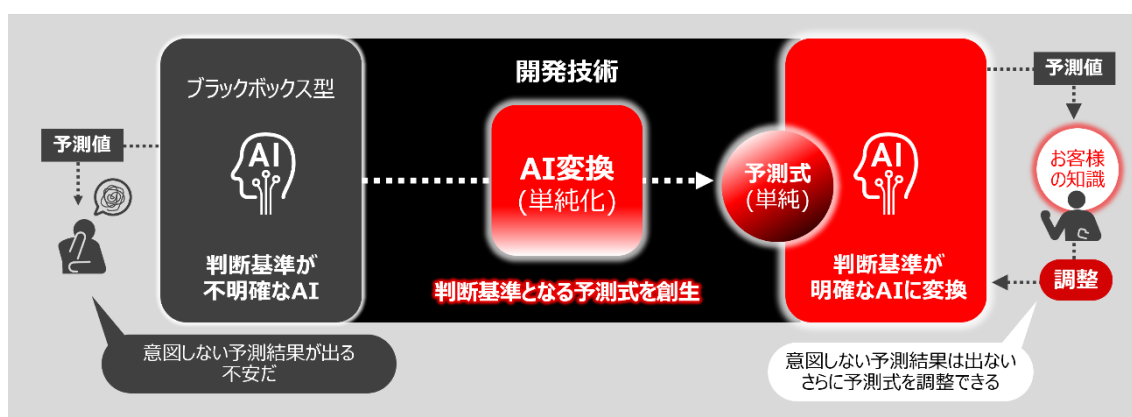 開発技術
ブラックボックス型
予測値
AI
判断基準が
不明確なAI
意図しない予測結果が出る
不安だ
AI変換
(単純化)
判断基準となる予測式を創生
予測式
(単純)
AI
判断基準が
明確なAIに変換
予測値
お客様
の知識
調整
意図しない予測結果は出ない
さらに予測式を調整できる